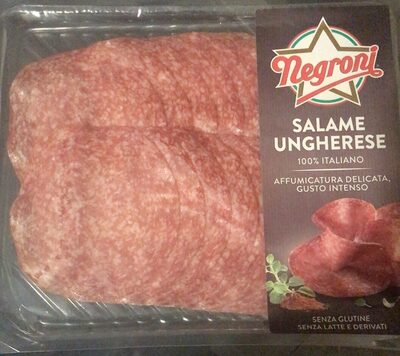 Negroni
SALAME
UNGHERESE
100% ITALIANO
AFFUMICATURA DELICATA,
GUSTO INTENSO
SENZA GLUTINE
SENZA LATTE E DERIVATI